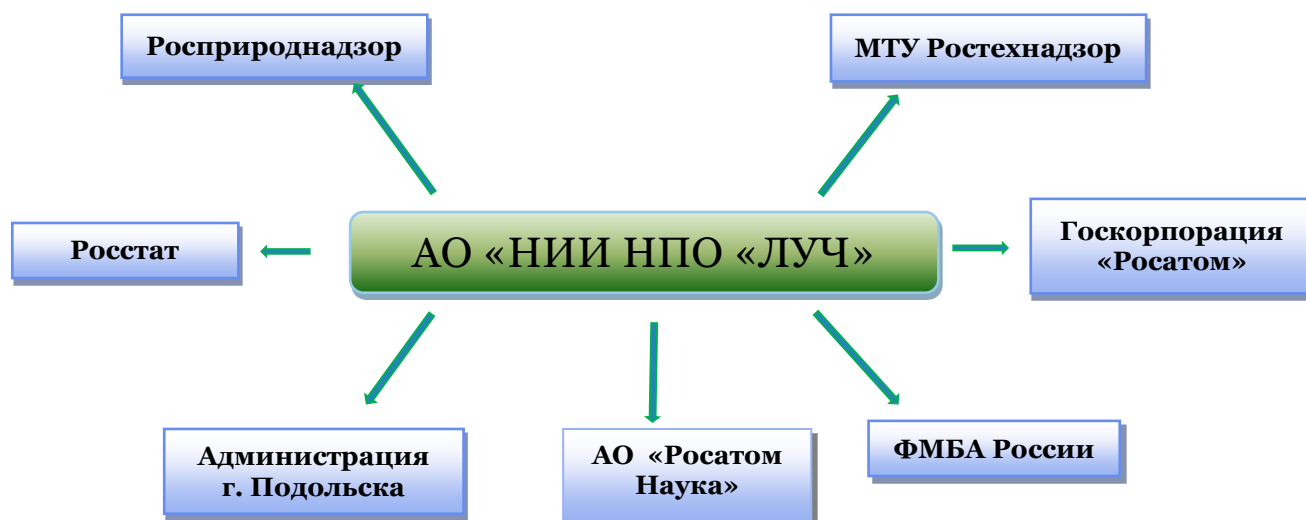 Росприроднадзор
МТУ Ростехнадзор
Росстат
АО «НИИ НПО «ЛУЧ»
Госкорпорация
«Росатом»
Администрация
г. Подольска
АО «Росатом
Наука»
ФМБА России